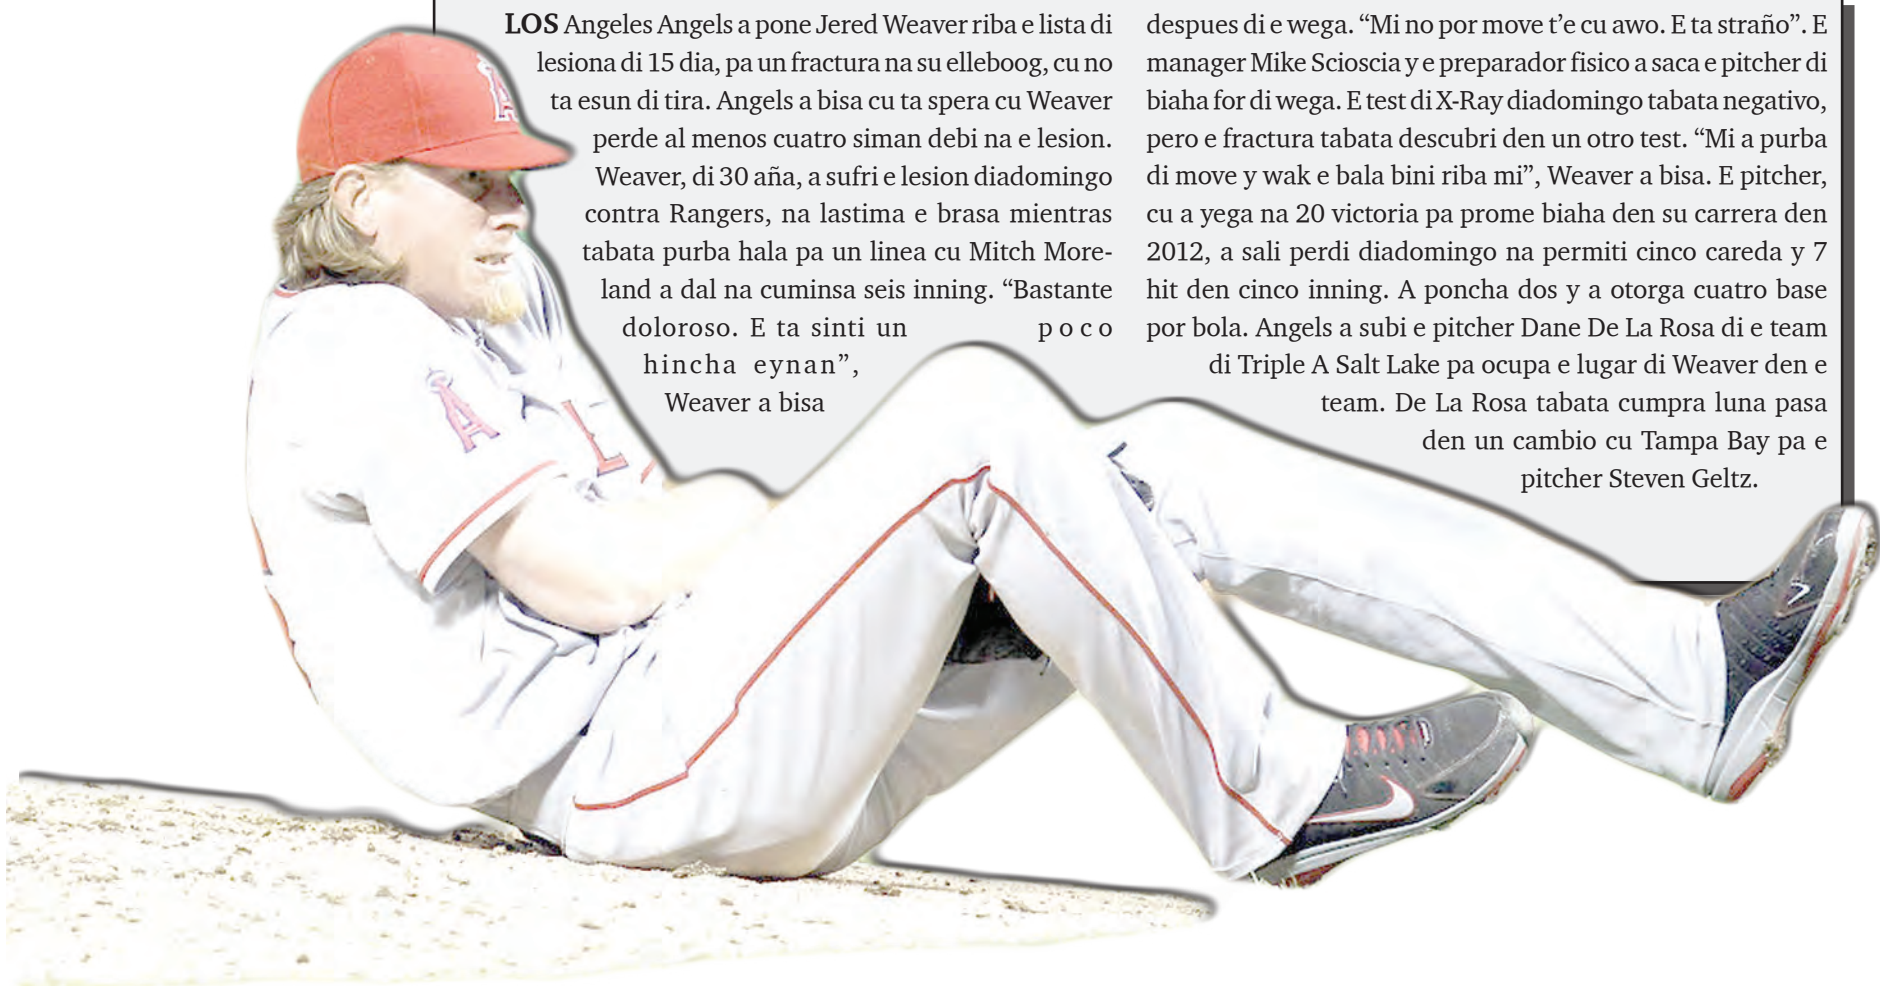 LOS Angeles Angels a pone Jered Weaver riba e lista di
lesiona di 15 dia, pa un fractura na su elleboog, cu no
ta esun di tira. Angels a bisa cu ta spera cu Weaver
perde al menos cuatro siman debi na e lesion.
Weaver, di 30 aña, a sufri e lesion diadomingo
contra Rangers, na lastima e brasa mientras
tabata purba hala pa un linea cu Mitch More-
land a dal na cuminsa seis inning. “Bastante
doloroso. E ta sinti un poco
hincha eynan”,
Weaver a bisa
despues di e wega. “Mi no por move t’e cu awo. E ta straño”. E
manager Mike Scioscia y e preparador fisico a saca e pitcher di
biaha for di wega. E test di X-Ray diadomingo tabata negativo,
pero e fractura tabata descubri den un otro test. “Mi a purba
di move y wak e bala bini riba mi”, Weaver a bisa. E pitcher,
cu a yega na 20 victoria pa prome biaha den su carrera den
2012, a sali perdi diadomingo na permiti cinco careda y 7
hit den cinco inning. A poncha dos y a otorga cuatro base
por bola. Angels a subi e pitcher Dane De La Rosa di e team
di Triple A Salt Lake pa ocupa e lugar di Weaver den e
team. De La Rosa tabata cumpra luna pasa
den un cambio cu Tampa Bay pa e
pitcher Steven Geltz.
A
A
L